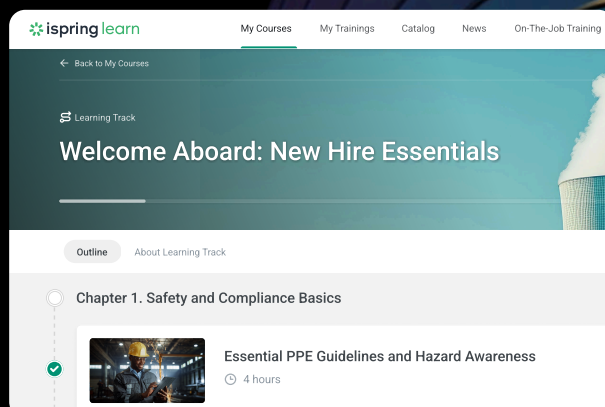 ispring learn
My Courses
My Trainings
Catalog
News
On-The-Job Training
Back to My Courses
Learning Track
Welcome Aboard: New Hire Essentials
Outline
About Learning Track
Chapter 1. Safety and Compliance Basics
Essential PPE Guidelines and Hazard Awareness
4 hours